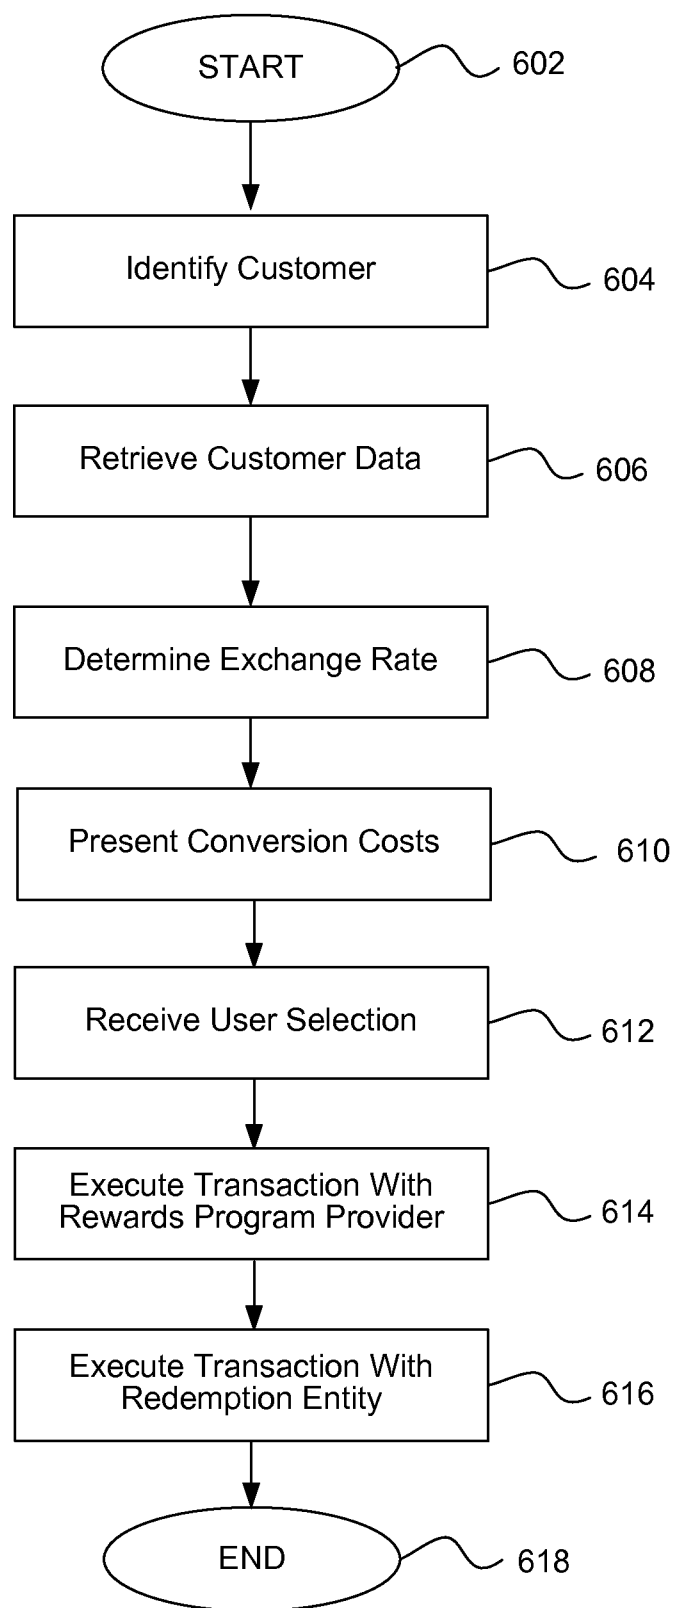 START
602
Identify Customer
604
Retrieve Customer Data
606
Determine Exchange Rate
608
Present Conversion Costs
610
Receive User Selection
612
Execute Transaction With
Rewards Program Provider
614
Execute Transaction With
Redemption Entity
616
END
618